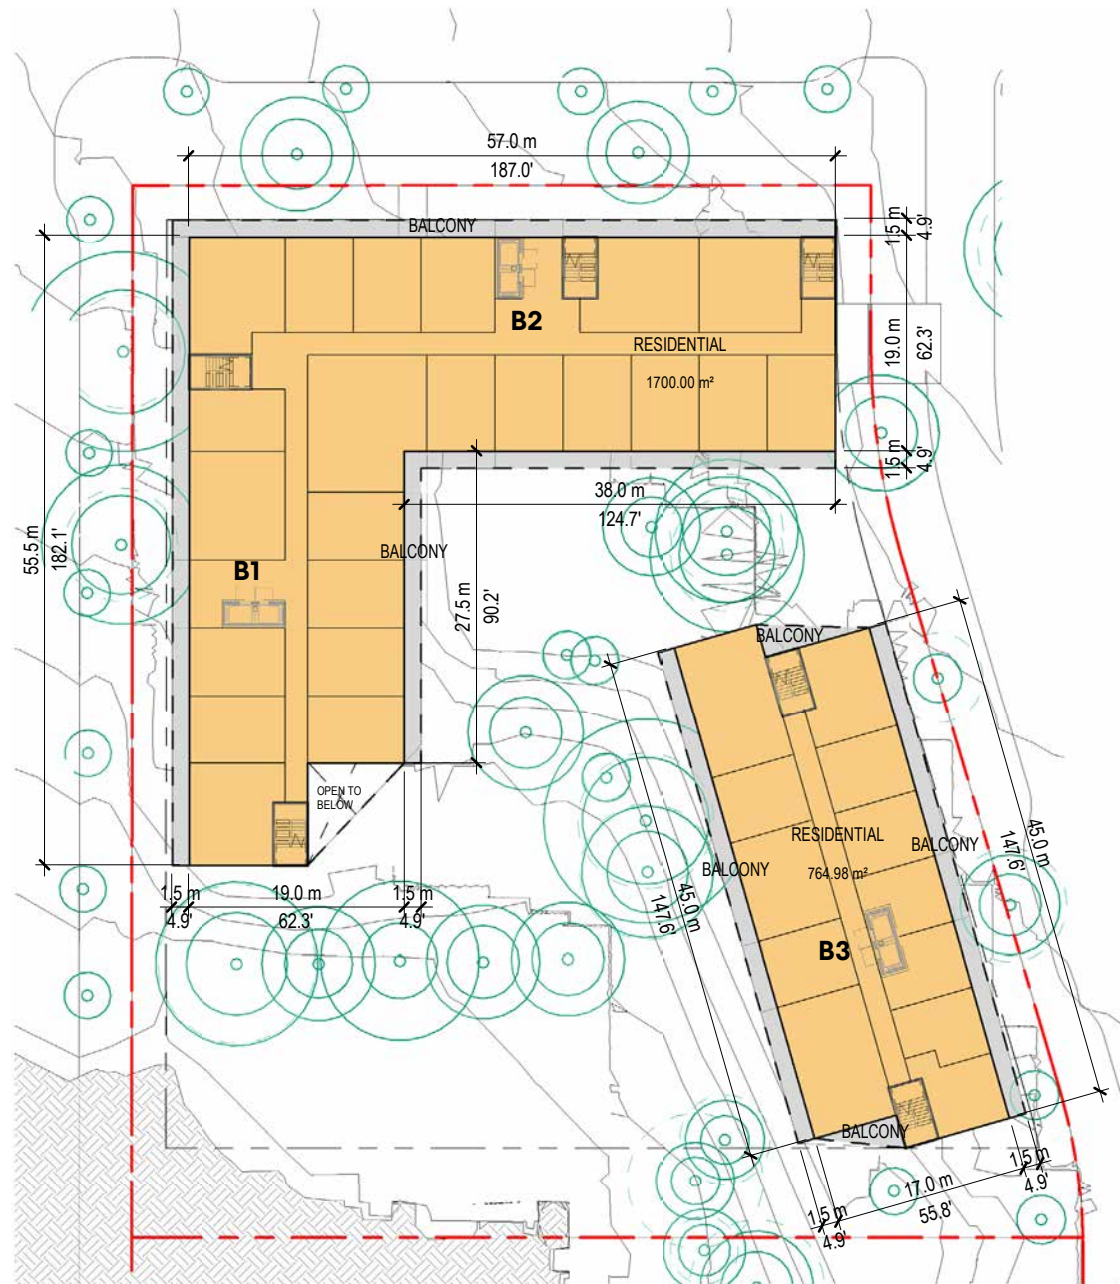 57.0 m
187.0'
BALCONY
1.5 m
4.9'
B2
RESIDENTIAL
1700.00 m²
19.0 m
62.3'
1.5 m
4.9'
38.0 m
124.7'
BALCONY
55.5 m
182.1'
B1
27.5 m
90.2'
BALCONY
OPEN TO
BELOW
RESIDENTIAL
764.98 m²
BALCONY
BALCONY
45.0 m
147.6'
45.0 m
147.6'
1.5 m
4.9'
19.0 m
62.3'
1.5 m
4.9'
B3
BALCONY
1.5 m
4.9'
17.0 m
55.8'
1.5 m
4.9'